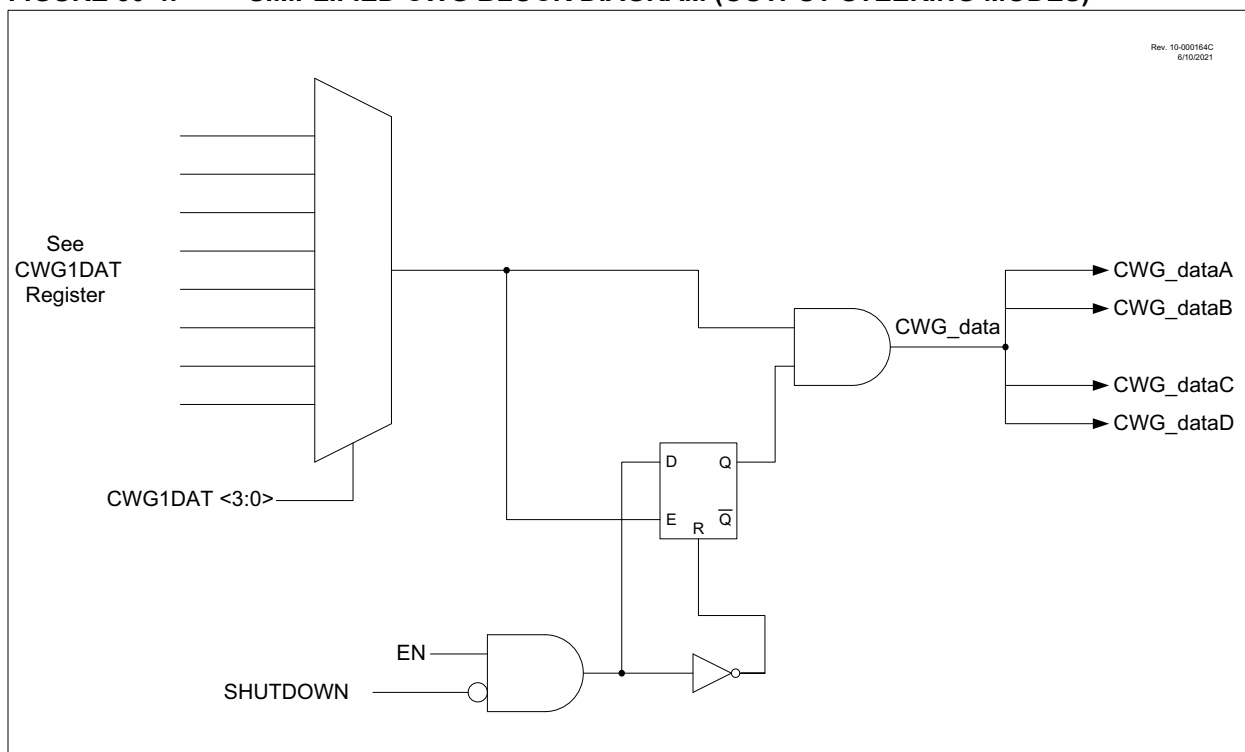 Rev. 10-000164C
6/10/2021
See
CWG1DAT
Register
CWG1DAT <3:0>
CWG_data
CWG_dataA
CWG_dataB
CWG_dataC
CWG_dataD
D
Q
E
Q̅
R
EN
SHUTDOWN